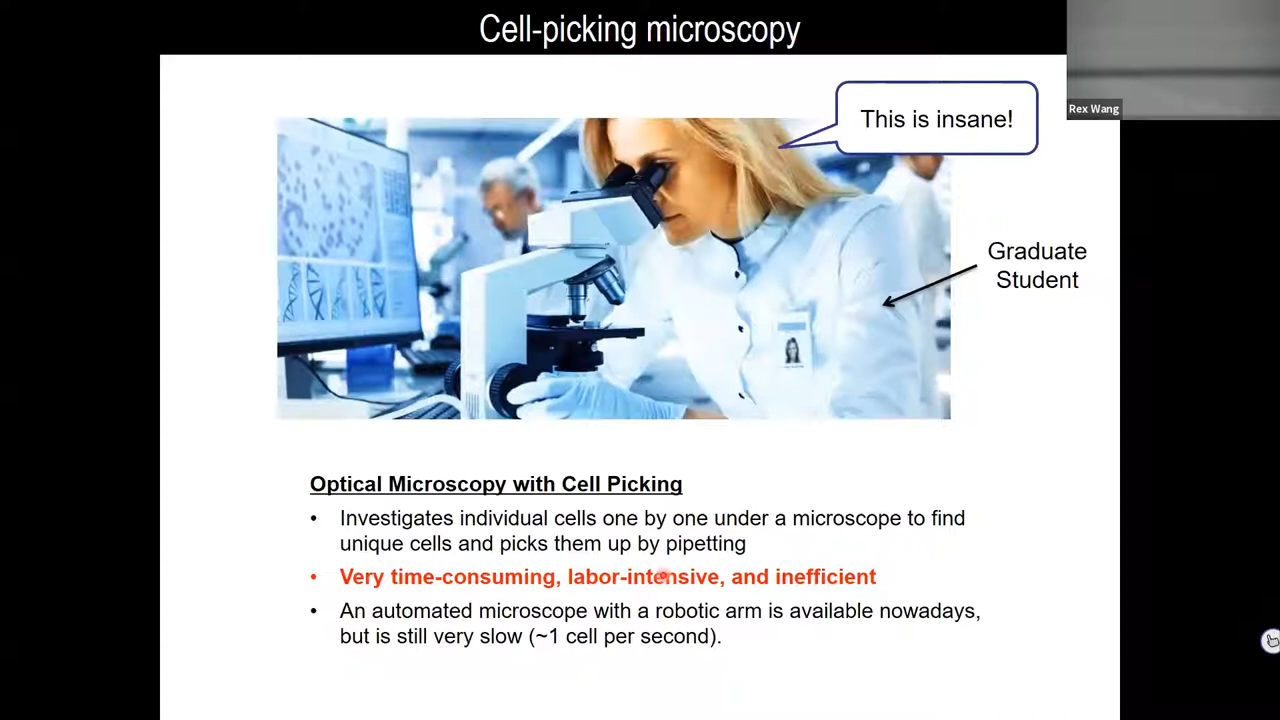 Cell-picking microscopy
Rex Wang
This is insane!
Graduate
Student
Optical Microscopy with Cell Picking
• Investigates individual cells one by one under a microscope to find
unique cells and picks them up by pipetting
• Very time-consuming, labor-intensive, and inefficient
• An automated microscope with a robotic arm is available nowadays,
but is still very slow (~1 cell per second).